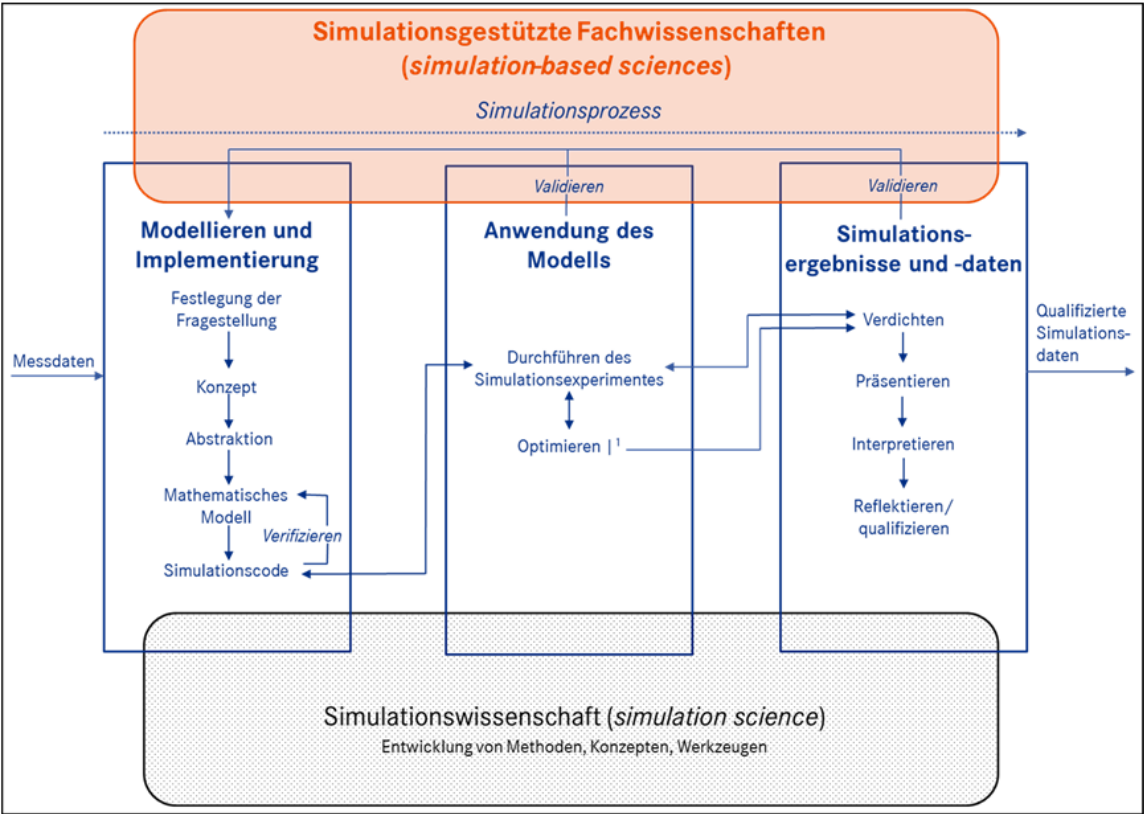 Simulationsgestützte Fachwissenschaften
(simulation-based sciences)
Simulationsprozess
Validieren
Validieren
Messdaten
Modellieren und
Implementierung
Festlegung der
Fragestellung
Konzept
Abstraktion
Mathematisches
Modell
Verifizieren
Simulationscode
Anwendung des
Modells
Durchführen des
Simulationsexperimentes
Optimieren |¹
Simulations-
ergebnisse und -daten
Verdichten
Präsentieren
Interpretieren
Reflektieren/
qualifizieren
Qualifizierte
Simulations-
daten
Simulationswissenschaft (simulation science)
Entwicklung von Methoden, Konzepten, Werkzeugen